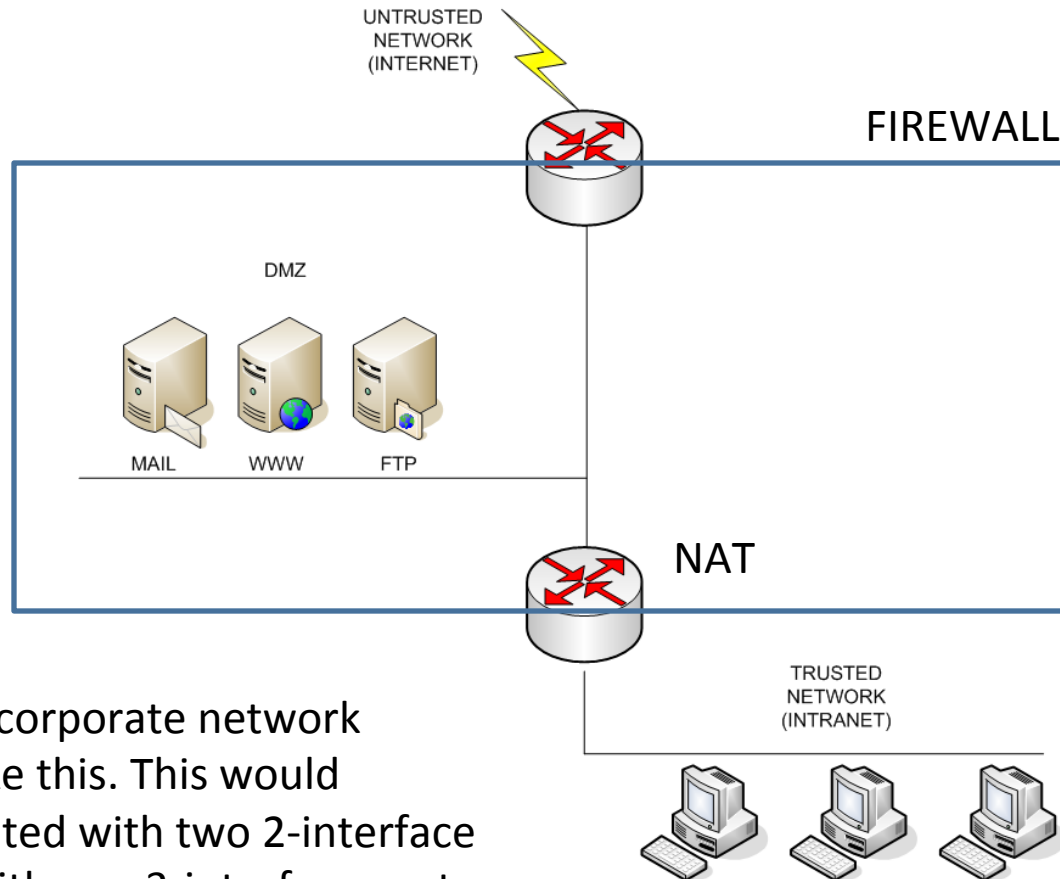 UNTRUSTED
NETWORK
(INTERNET)
FIREWALL
DMZ
MAIL WWW FTP
NAT
TRUSTED
NETWORK
(INTRANET)
corporate network
e this. This would
ted with two 2-interface